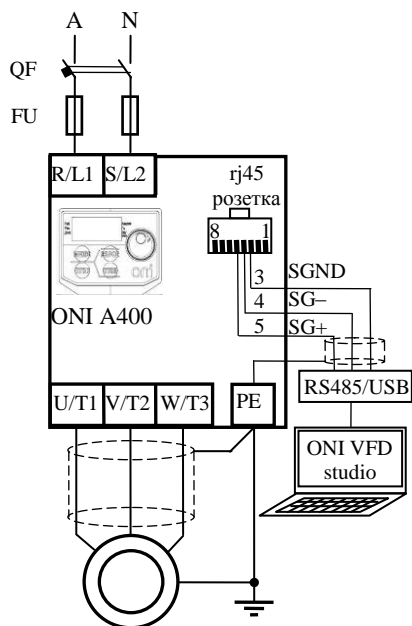 A N
QF
FU
R/L1 S/L2
rj45
розетка
8 1
3 SGND
4 SG–
5 SG+
oni
ONI A400
U/T1 V/T2 W/T3 PE
RS485/USB
ONI VFD
studio